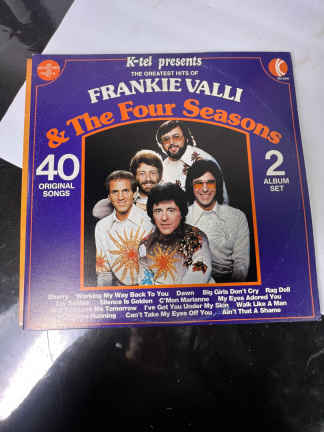 K-tel presents
THE GREATEST HITS OF
FRANKIE VALLI
& The Four Seasons
40
ORIGINAL
SONGS
2
ALBUM
SET
Sherry Working My Way Back To You Dawn Big Girls Don't Cry Rag Doll
Silence Is Golden C'Mon Marianne My Eyes Adored You
Me Tomorrow I've Got You Under My Skin Walk Like A Man
Running Can't Take My Eyes Off You Ain't That A Shame